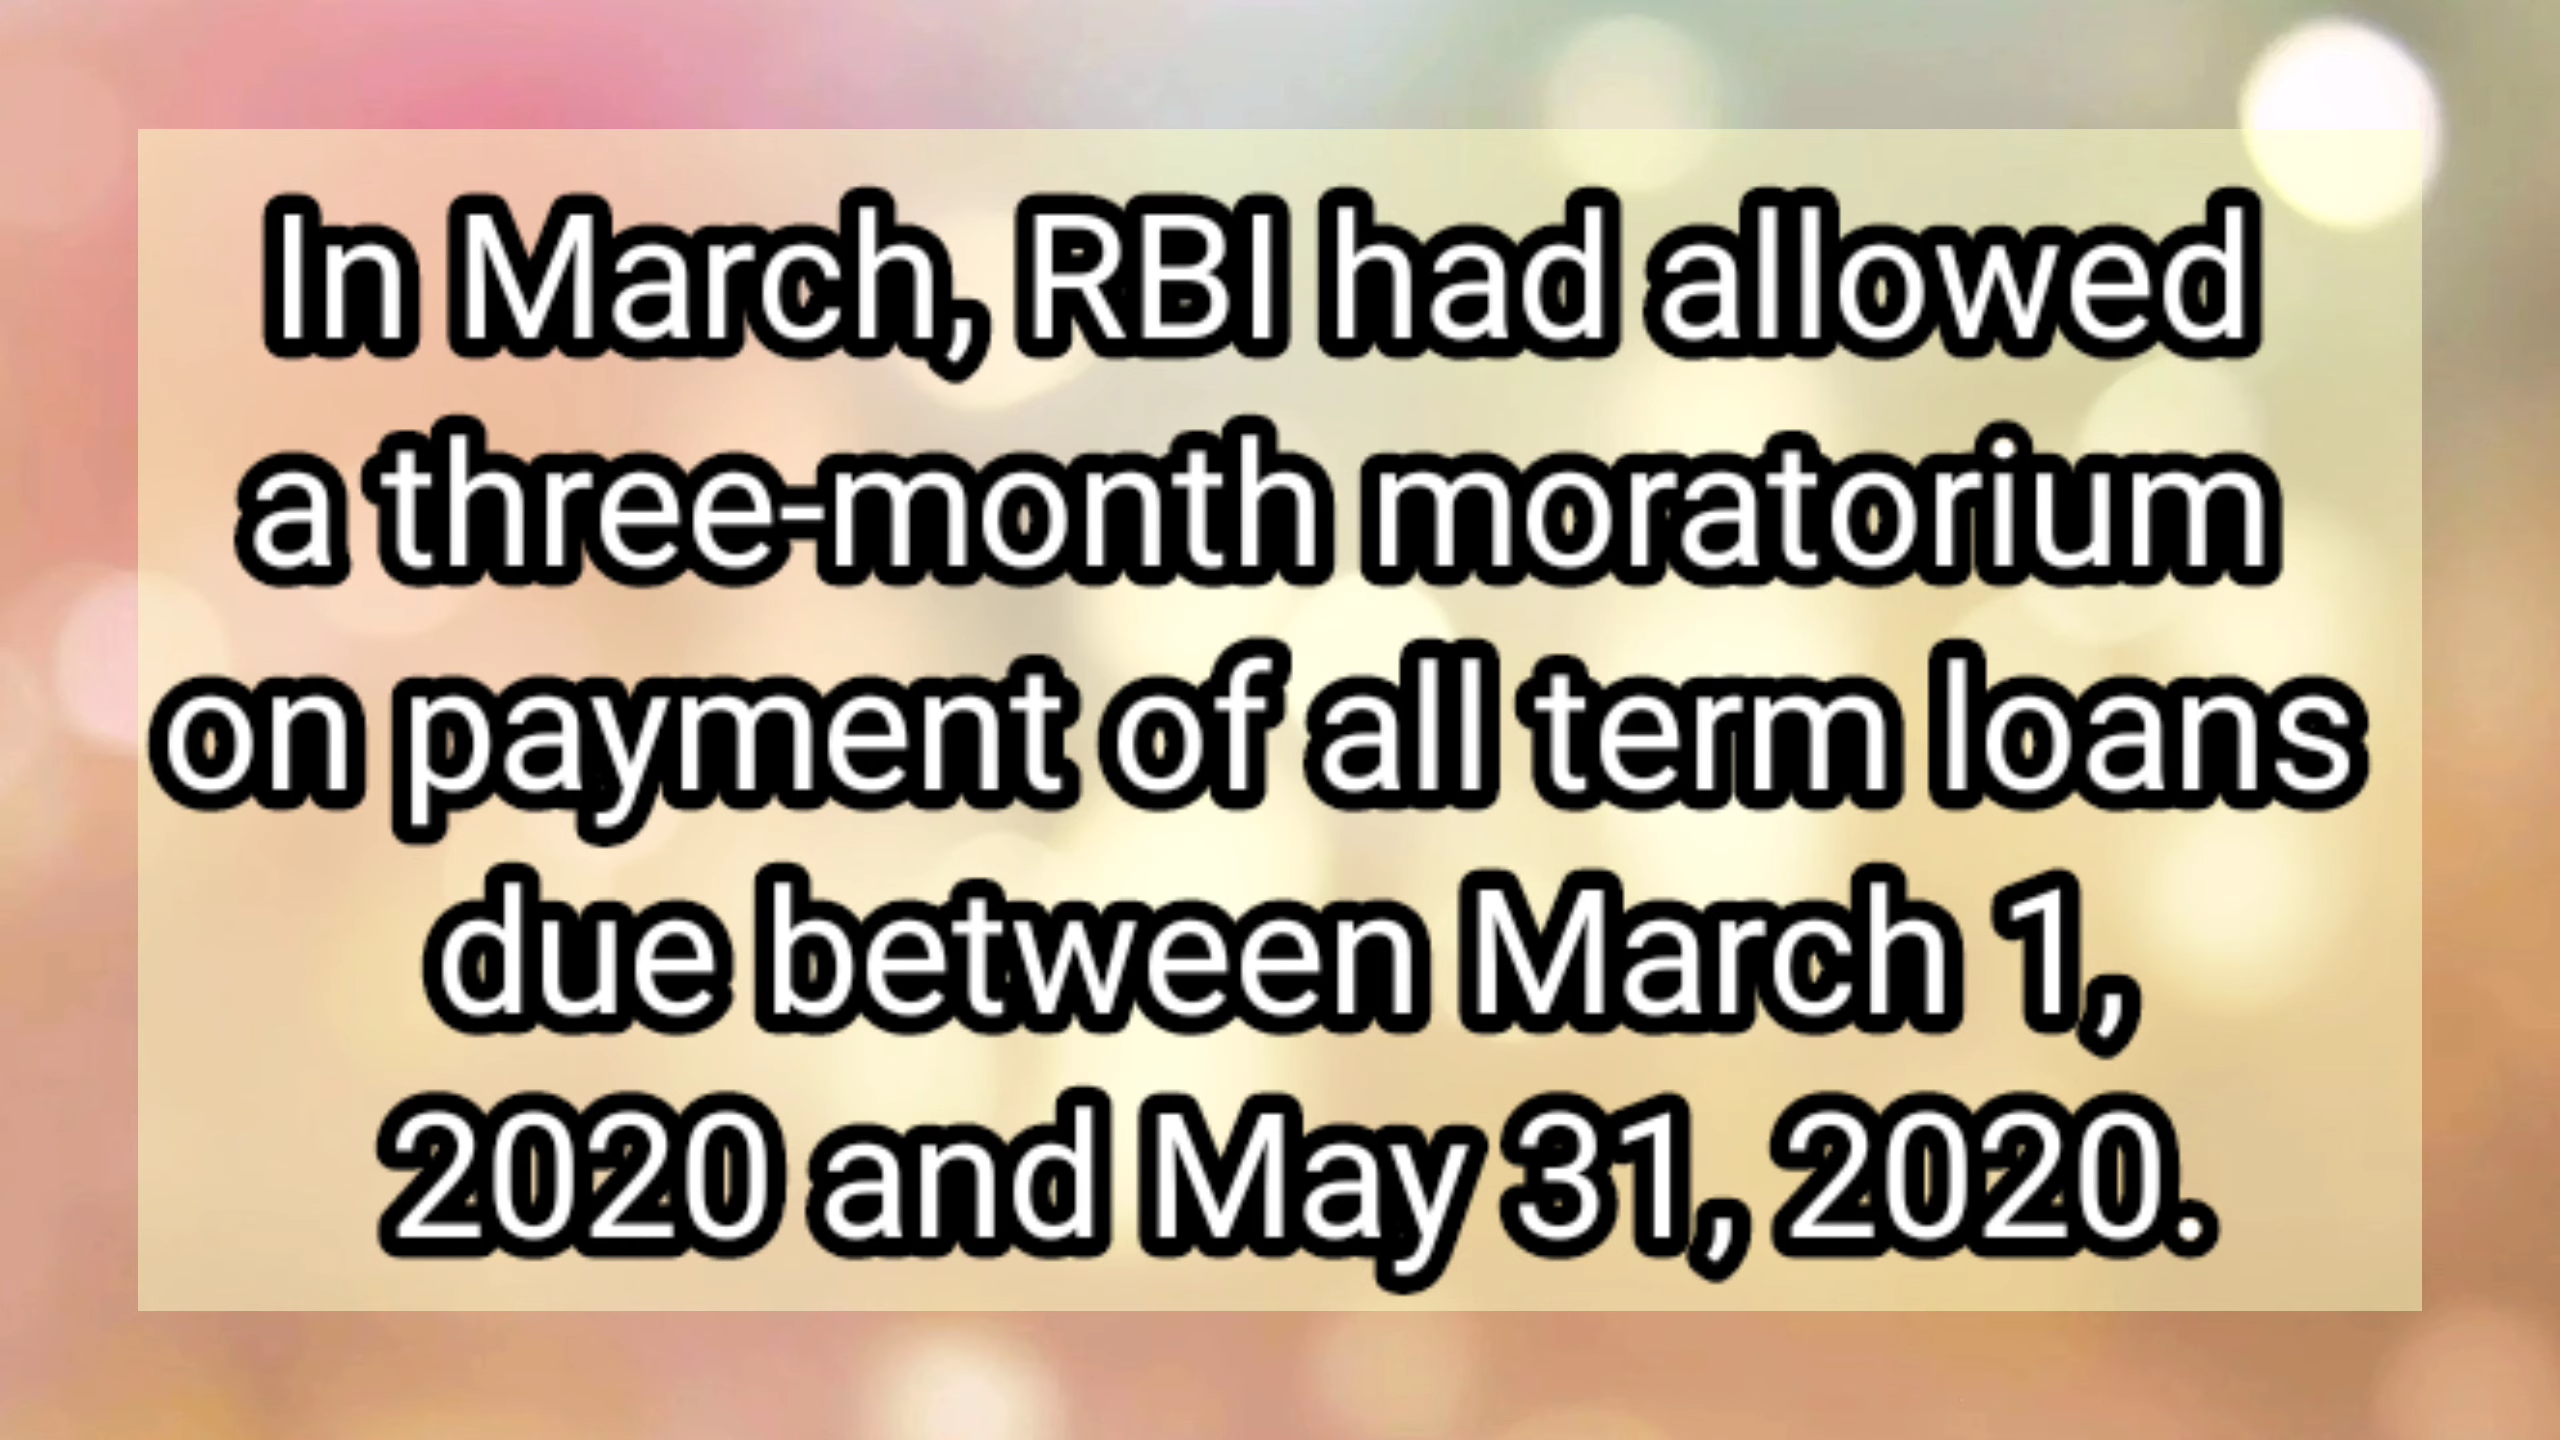 In March, RBI had allowed
a three-month moratorium
on payment of all term loans
due between March 1,
2020 and May 31, 2020.